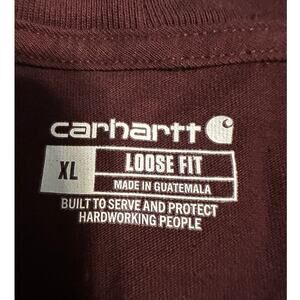 carhartt
XL LOOSE FIT
MADE IN GUATEMALA
BUILT TO SERVE AND PROTECT
HARDWORKING PEOPLE